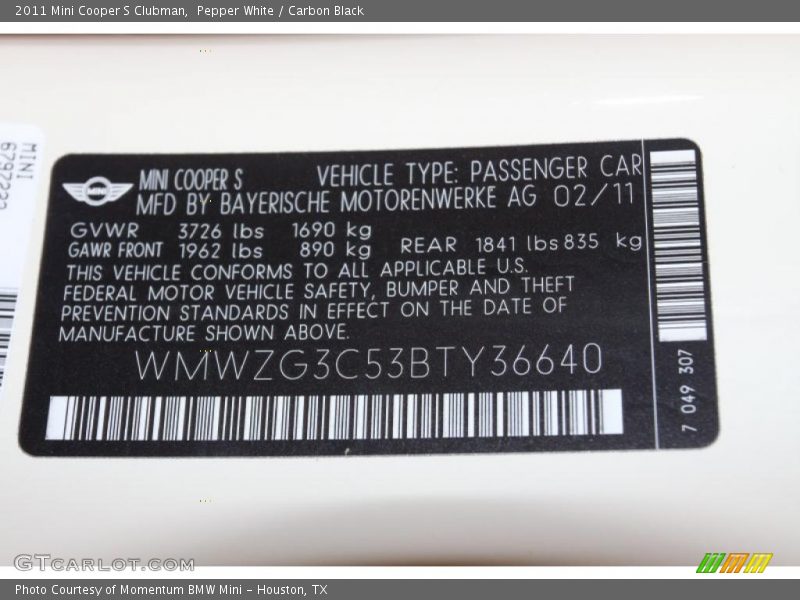 2011 Mini Cooper S Clubman,  Pepper White / Carbon Black
MINI
6792222
MINI
MINI COOPER S VEHICLE TYPE: PASSENGER CAR
MFD BY BAYERISCHE MOTORENWERKE AG 02/11
GVWR 3726 lbs 1690 kg
GAWR FRONT 1962 lbs 890 kg REAR 1841 lbs 835 kg
THIS VEHICLE CONFORMS TO ALL APPLICABLE U.S.
FEDERAL MOTOR VEHICLE SAFETY, BUMPER AND THEFT
PREVENTION STANDARDS IN EFFECT ON THE DATE OF
MANUFACTURE SHOWN ABOVE.
WMWZG3C53BTY36640
7 049 307
GTcarlot.com
Photo Courtesy of Momentum BMW Mini - Houston, TX